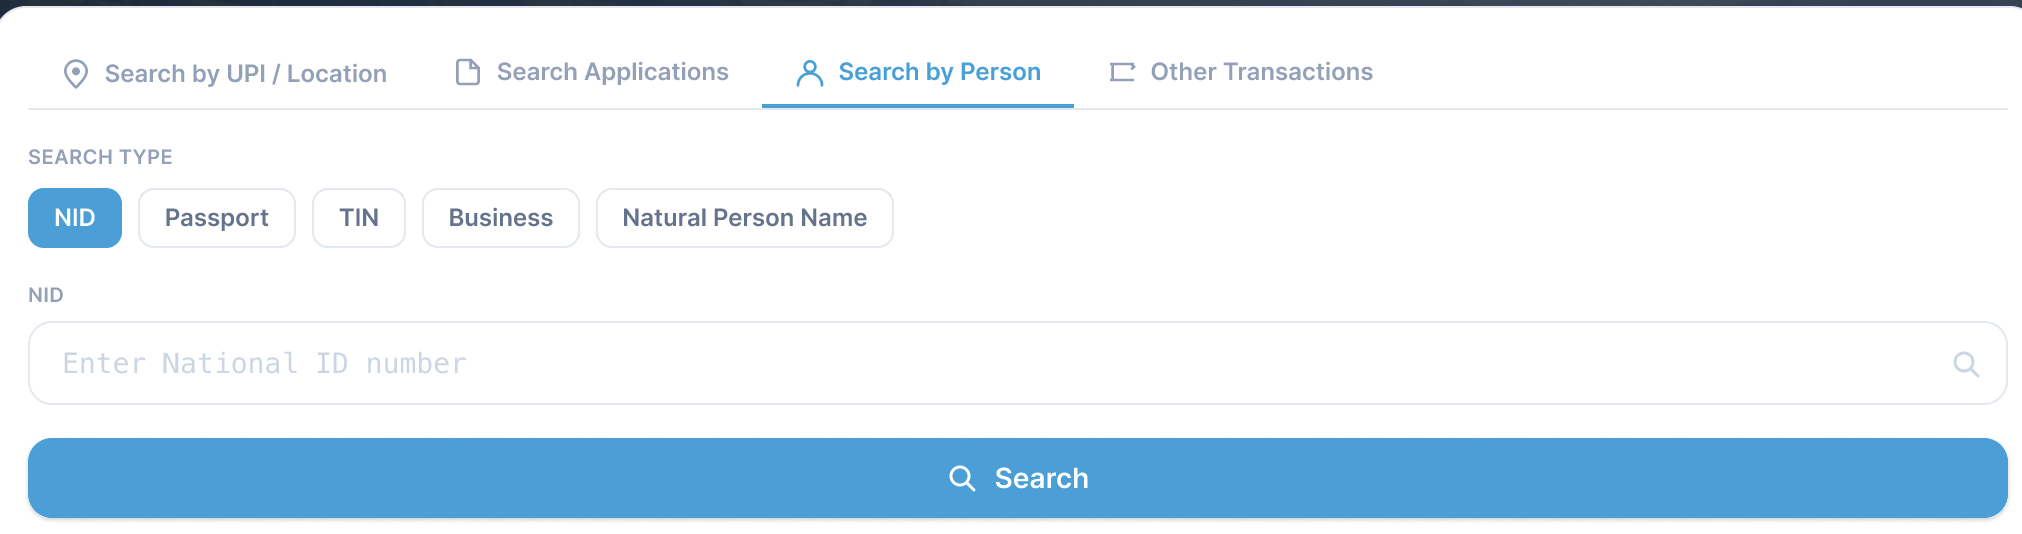 Search by UPI / Location
Search Applications
Search by Person
Other Transactions
SEARCH TYPE
NID
Passport
TIN
Business
Natural Person Name
NID
Enter National ID number
Search